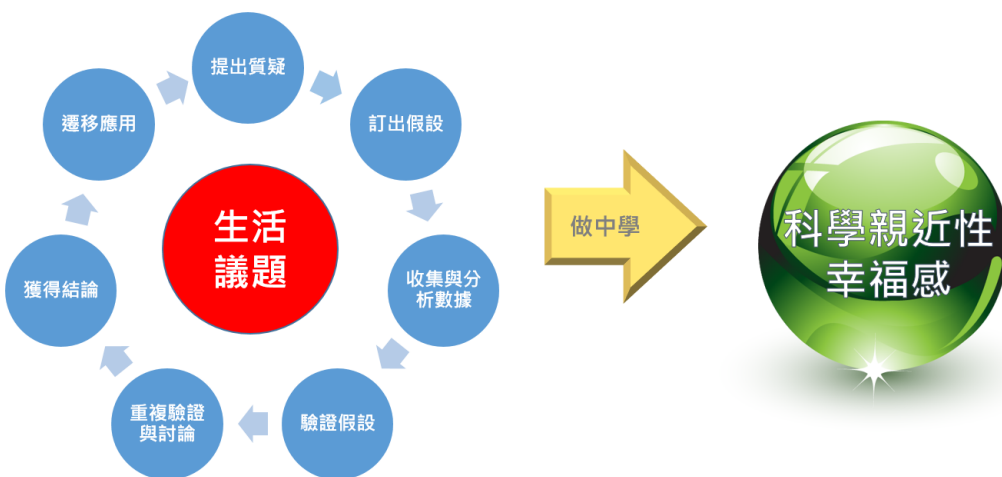 提出質疑
訂出假設
收集與分
析數據
驗證假設
重複驗證
與討論
獲得結論
遷移應用
生活
議題
做中學
科學親近性
幸福感